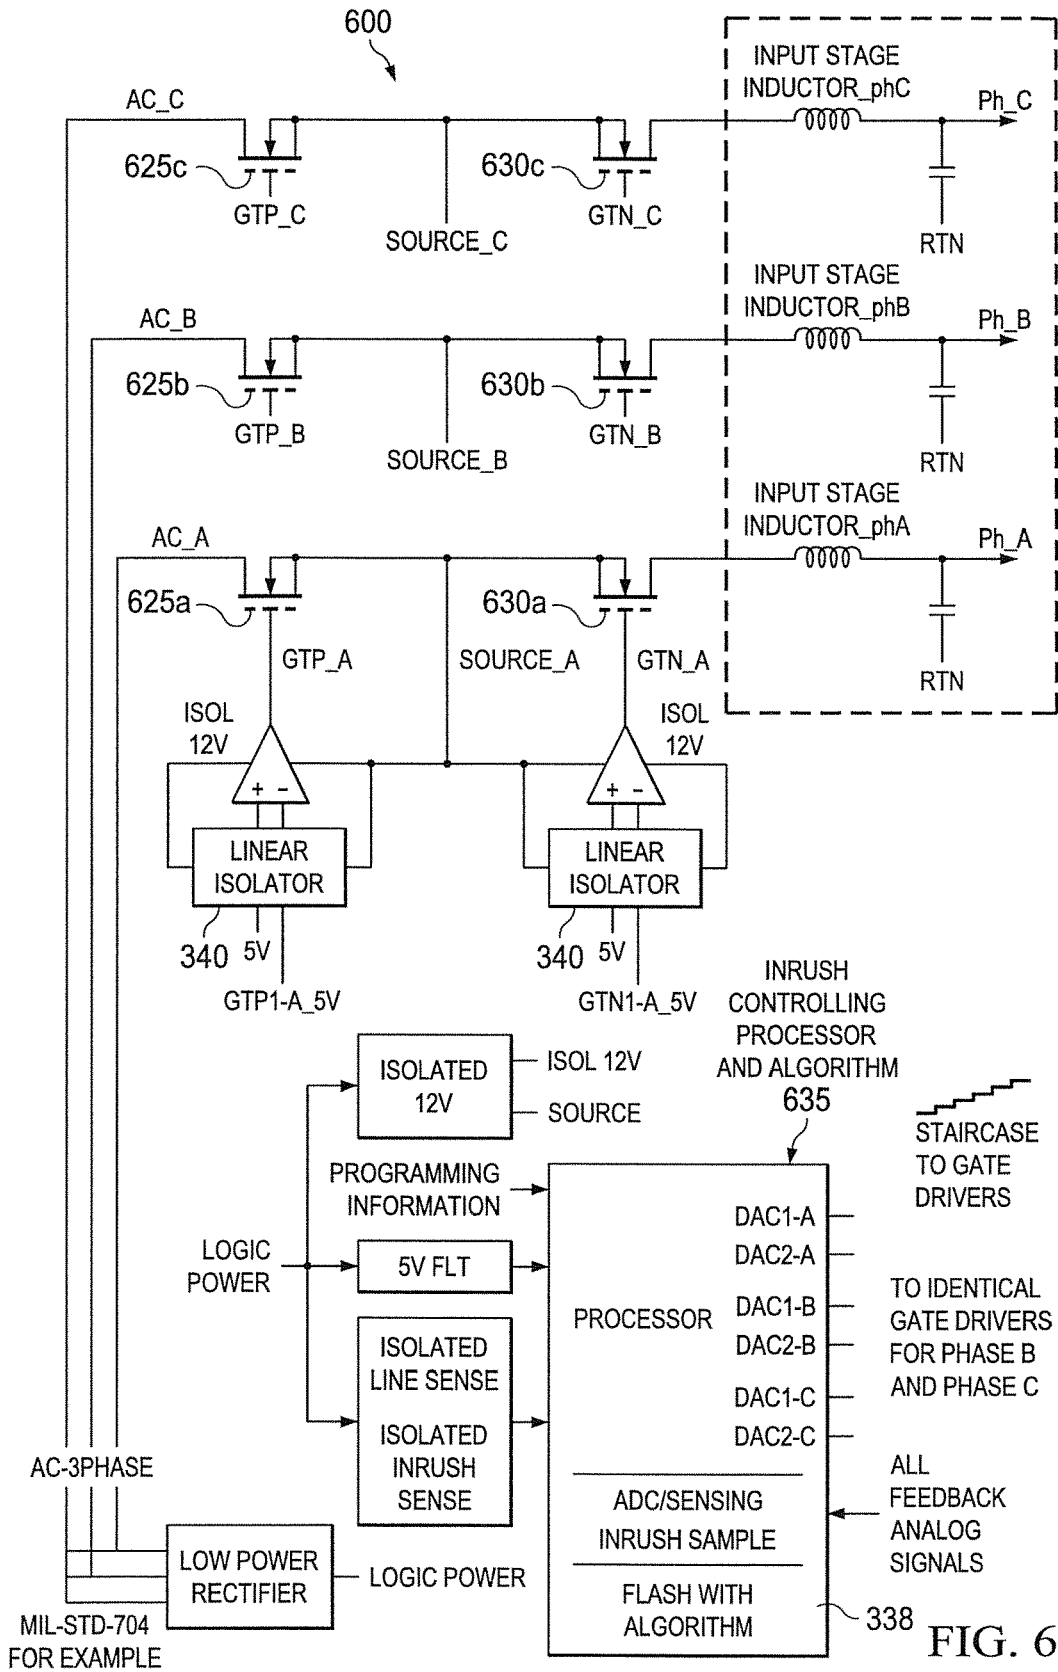 600
INPUT STAGE
INDUCTOR_phC
AC_C
Ph_C
625c
630c
GTP_C
GTN_C
SOURCE_C
RTN
INPUT STAGE
INDUCTOR_phB
AC_B
Ph_B
625b
630b
GTP_B
GTN_B
SOURCE_B
RTN
INPUT STAGE
INDUCTOR_phA
AC_A
Ph_A
625a
630a
GTP_A
SOURCE_A
GTN_A
RTN
ISOL
12V
ISOL
12V
+ −
+ −
LINEAR
ISOLATOR
LINEAR
ISOLATOR
340
5V
340
5V
GTP1-A_5V
GTN1-A_5V
INRUSH
CONTROLLING
PROCESSOR
AND ALGORITHM
635
ISOLATED
12V
ISOL 12V
SOURCE
STAIRCASE
TO GATE
DRIVERS
PROGRAMMING
INFORMATION
LOGIC
POWER
5V FLT
PROCESSOR
DAC1-A
DAC2-A
DAC1-B
DAC2-B
DAC1-C
DAC2-C
TO IDENTICAL
GATE DRIVERS
FOR PHASE B
AND PHASE C
ISOLATED
LINE SENSE
ISOLATED
INRUSH
SENSE
AC-3PHASE
ADC/SENSING
INRUSH SAMPLE
ALL
FEEDBACK
ANALOG
SIGNALS
LOW POWER
RECTIFIER
LOGIC POWER
FLASH WITH
ALGORITHM
338
MIL-STD-704
FOR EXAMPLE
FIG. 6